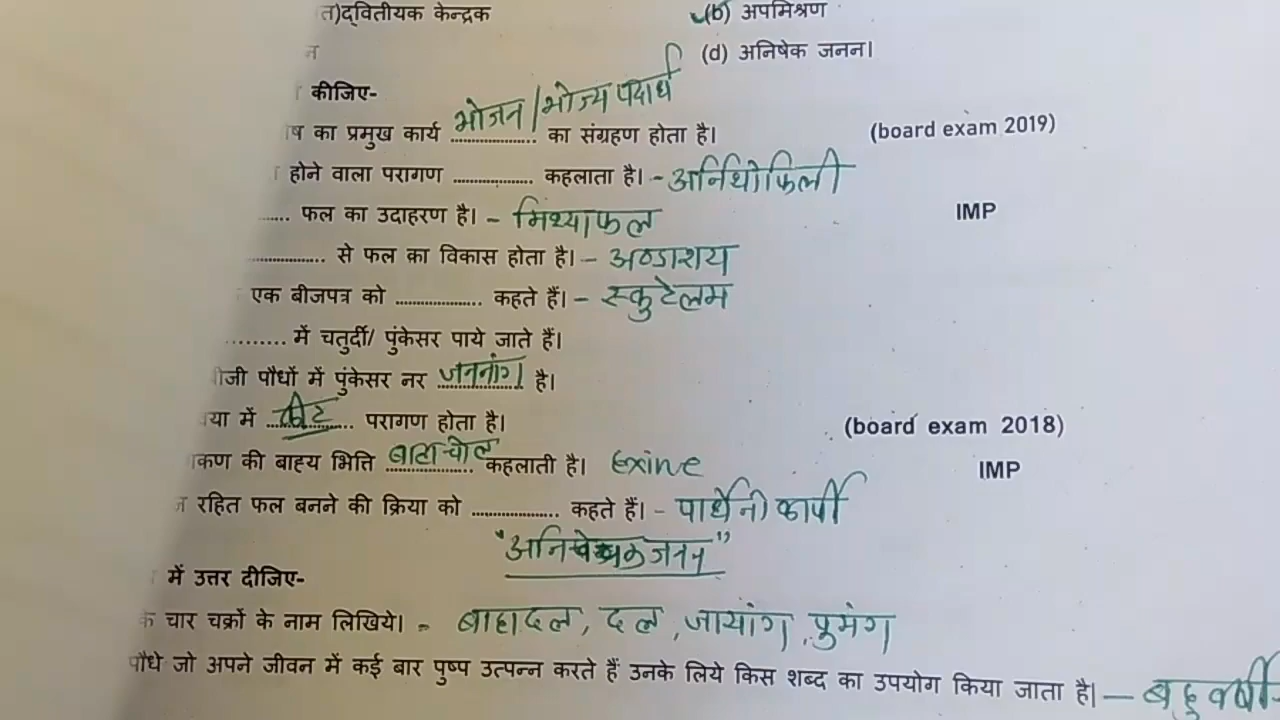 त)द्वितीयक केन्द्रक (b) अपमिश्रण
न (d) अनिषेक जनन।
कीजिए-
ष का प्रमुख कार्य भोजन/भोज्य पदार्थ का संग्रहण होता है। (board exam 2019)
होने वाला परागण .................. कहलाता है। - अर्निथोफिली
...... फल का उदाहरण है। - मिथ्याफल IMP
.................. से फल का विकास होता है। - अण्डाशय
एक बीजपत्र को .................. कहते हैं। - स्कुटेलम
......... में चतुर्दी/ पुंकेसर पाये जाते हैं।
ीजी पौधों में पुंकेसर नर जननांग है।
या में कीट परागण होता है। (board exam 2018)
कण की बाह्य भित्ति बाह्यचोल कहलाती है। Exine IMP
रहित फल बनने की क्रिया को .................. कहते हैं। - पार्थेनोकार्पी
में उत्तर दीजिए-
के चार चक्रों के नाम लिखिये। - बाह्यदल, दल, जायांग, पुमंग
पौधे जो अपने जीवन में कई बार पुष्प उत्पन्न करते हैं उनके लिये किस शब्द का उपयोग किया जाता है। - बहुवर्षी